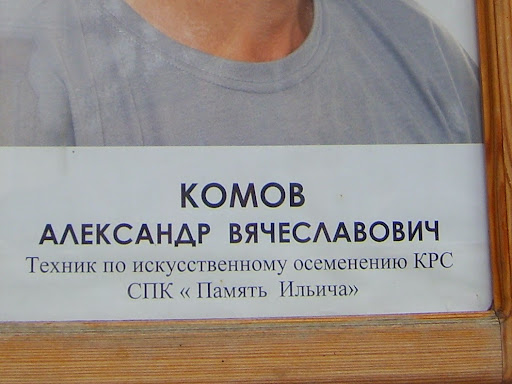 КОМОВ
АЛЕКСАНДР ВЯЧЕСЛАВОВИЧ
Техник по искусственному осеменению КРС
СПК « Память Ильича»